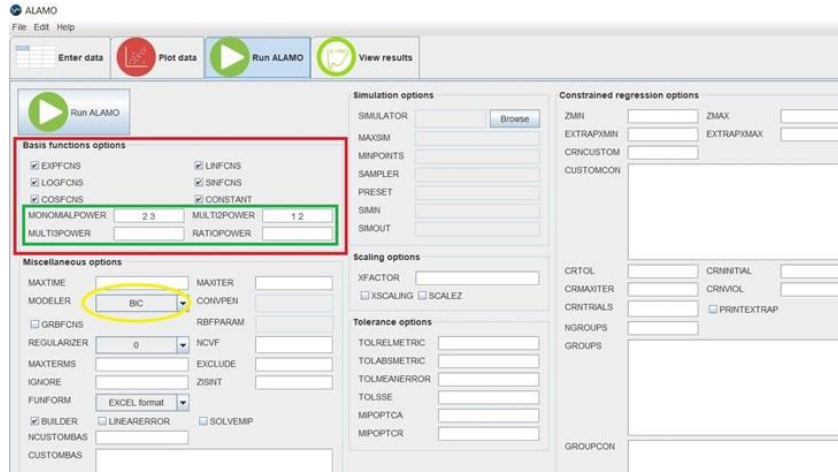 ALAMO
File Edit Help
Enter data
Plot data
Run ALAMO
View results
Run ALAMO
Basis functions options
EXPFCNS LINFCNS
LOGFCNS SINFCNS
COSFCNS CONSTANT
MONOMIALPOWER 2 3 MULTI2POWER 1 2
MULTI3POWER RATIOPOWER
Miscellaneous options
MAXTIME MAXITER
MODELER BIC CONVPEN
GRBFCNS RBFPARAM
REGULARIZER 0 NCVF
MAXTERMS EXCLUDE
IGNORE ZISINT
FUNFORM EXCEL format
BUILDER LINEARERROR SOLVEMIP
NCUSTOMBAS
CUSTOMBAS
Simulation options
SIMULATOR Browse
MAXSIM
MINPOINTS
SAMPLER
PRESET
SIMIN
SIMOUT
Scaling options
XFACTOR
XSCALING SCALEZ
Tolerance options
TOLRELMETRIC
TOLABSMETRIC
TOLMEANERROR
TOLSSE
MIPOPTCA
MIPOPTCR
Constrained regression options
ZMIN ZMAX
EXTRAPXMIN EXTRAPXMAX
CRNCUSTOM
CUSTOMCON
CRTOL CRNINITIAL
CRMAXITER CRNVIOL
CRNTRIALS PRINTEXTRAP
NGROUPS
GROUPS
GROUPCON